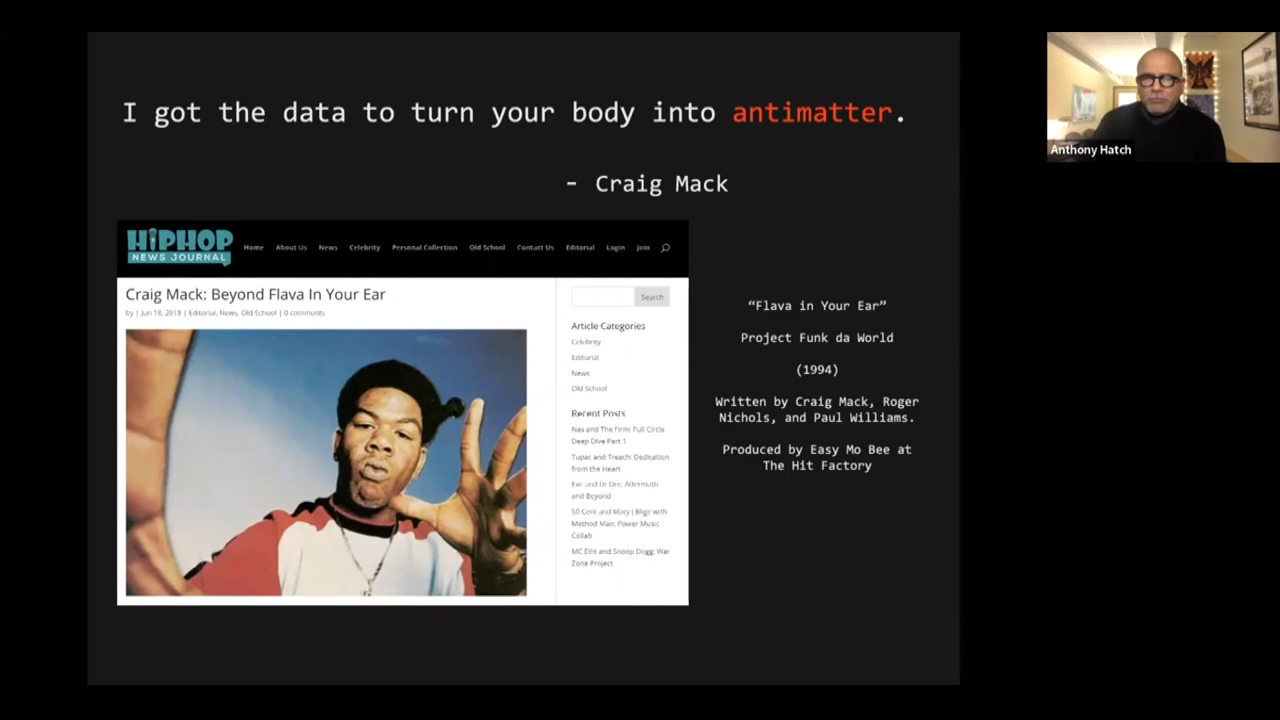 I got the data to turn your body into antimatter.
- Craig Mack
Anthony Hatch
HIPHOP
NEWS JOURNAL
Home About Us News Celebrity Personal Collection Old School Contact Us Editorial Login Join
Craig Mack: Beyond Flava In Your Ear
by | Jun 18, 2018 | Editorial, News, Old School | 0 comments
Search
Article Categories
Celebrity
Editorial
News
Old School
Recent Posts
Nas and The Firm: Full Circle
Deep Dive Part 1
Tupac and Treach: Dedication
from the Heart
Eve and Dr Dre, Aftermath
and Beyond
50 Cent and Mary J Blige with
Method Man: Power Music
Collab
MC Eiht and Snoop Dogg: War
Zone Project
“Flava in Your Ear”
Project Funk da World
(1994)
Written by Craig Mack, Roger
Nichols, and Paul Williams.
Produced by Easy Mo Bee at
The Hit Factory